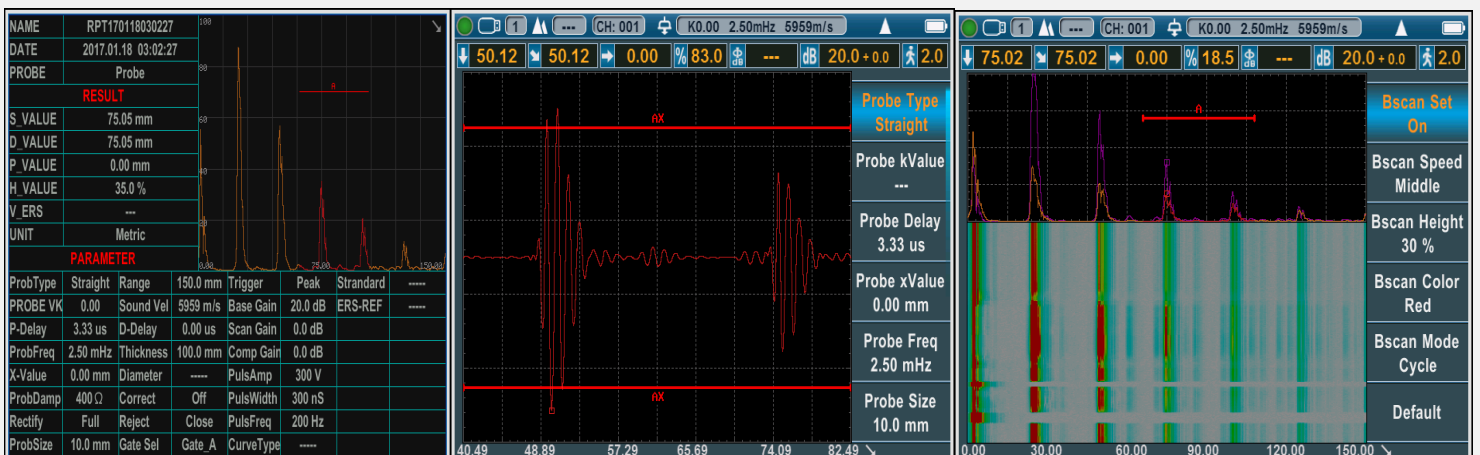 NAME RPT170118030227
DATE 2017.01.18 03:02:27
PROBE Probe
RESULT
S_VALUE 75.05 mm
D_VALUE 75.05 mm
P_VALUE 0.00 mm
H_VALUE 35.0 %
V_ERS ---
UNIT Metric
PARAMETER
100
80
60
40
20
a
0.00 75.00 150.00
ProbType Straight Range 150.0 mm Trigger Peak Strandard -----
PROBE VK 0.00 Sound Vel 5959 m/s Base Gain 20.0 dB ERS-REF -----
P-Delay 3.33 us D-Delay 0.00 us Scan Gain 0.0 dB
ProbFreq 2.50 mHz Thickness 100.0 mm Comp Gain 0.0 dB
X-Value 0.00 mm Diameter ----- PulsAmp 300 V
ProbDamp 400 Ω Correct Off PulsWidth 300 nS
Rectify Full Reject Close PulsFreq 200 Hz
ProbSize 10.0 mm Gate Sel Gate_A CurveType -----
1 --- CH: 001 K0.00 2.50mHz 5959m/s
50.12 50.12 0.00 % 83.0 dB --- dB 20.0 + 0.0 2.0
AX
AX
Probe Type
Straight
Probe kValue
---
Probe Delay
3.33 us
Probe xValue
0.00 mm
Probe Freq
2.50 mHz
Probe Size
10.0 mm
40.49 48.89 57.29 65.69 74.09 82.49
1 --- CH: 001 K0.00 2.50mHz 5959m/s
75.02 75.02 0.00 % 18.5 dB --- dB 20.0 + 0.0 2.0
A
Bscan Set
On
Bscan Speed
Middle
Bscan Height
30 %
Bscan Color
Red
Bscan Mode
Cycle
Default
0.00 30.00 60.00 90.00 120.00 150.00